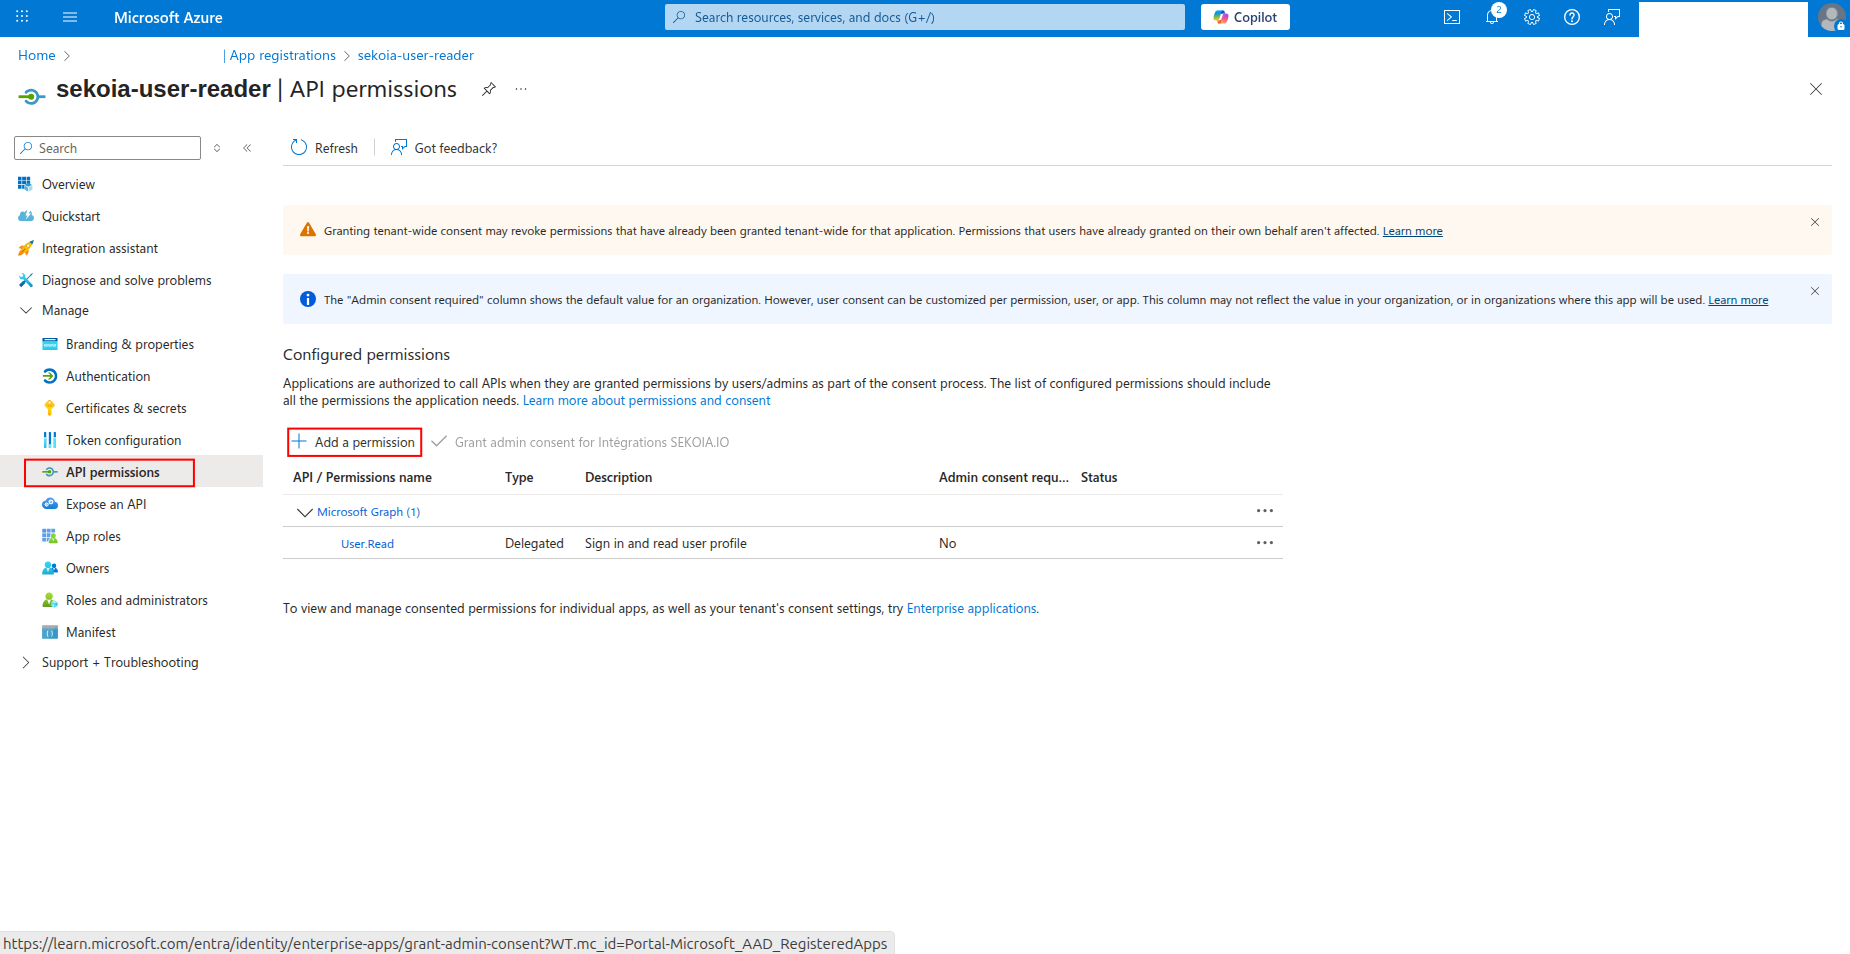 Microsoft Azure
Search resources, services, and docs (G+/)
Copilot
2
Home > | App registrations > sekoia-user-reader
sekoia-user-reader | API permissions
Search
Refresh
Got feedback?
Overview
Quickstart
Integration assistant
Diagnose and solve problems
Manage
Branding & properties
Authentication
Certificates & secrets
Token configuration
API permissions
Expose an API
App roles
Owners
Roles and administrators
Manifest
Support + Troubleshooting
Granting tenant-wide consent may revoke permissions that have already been granted tenant-wide for that application. Permissions that users have already granted on their own behalf aren't affected. Learn more
The "Admin consent required" column shows the default value for an organization. However, user consent can be customized per permission, user, or app. This column may not reflect the value in your organization, or in organizations where this app will be used. Learn more
Configured permissions
Applications are authorized to call APIs when they are granted permissions by users/admins as part of the consent process. The list of configured permissions should include
all the permissions the application needs. Learn more about permissions and consent
Add a permission
Grant admin consent for Intégrations SEKOIA.IO
API / Permissions name Type Description Admin consent requ... Status
Microsoft Graph (1)
User.Read Delegated Sign in and read user profile No
To view and manage consented permissions for individual apps, as well as your tenant's consent settings, try Enterprise applications.
https://learn.microsoft.com/entra/identity/enterprise-apps/grant-admin-consent?WT.mc_id=Portal-Microsoft_AAD_RegisteredApps